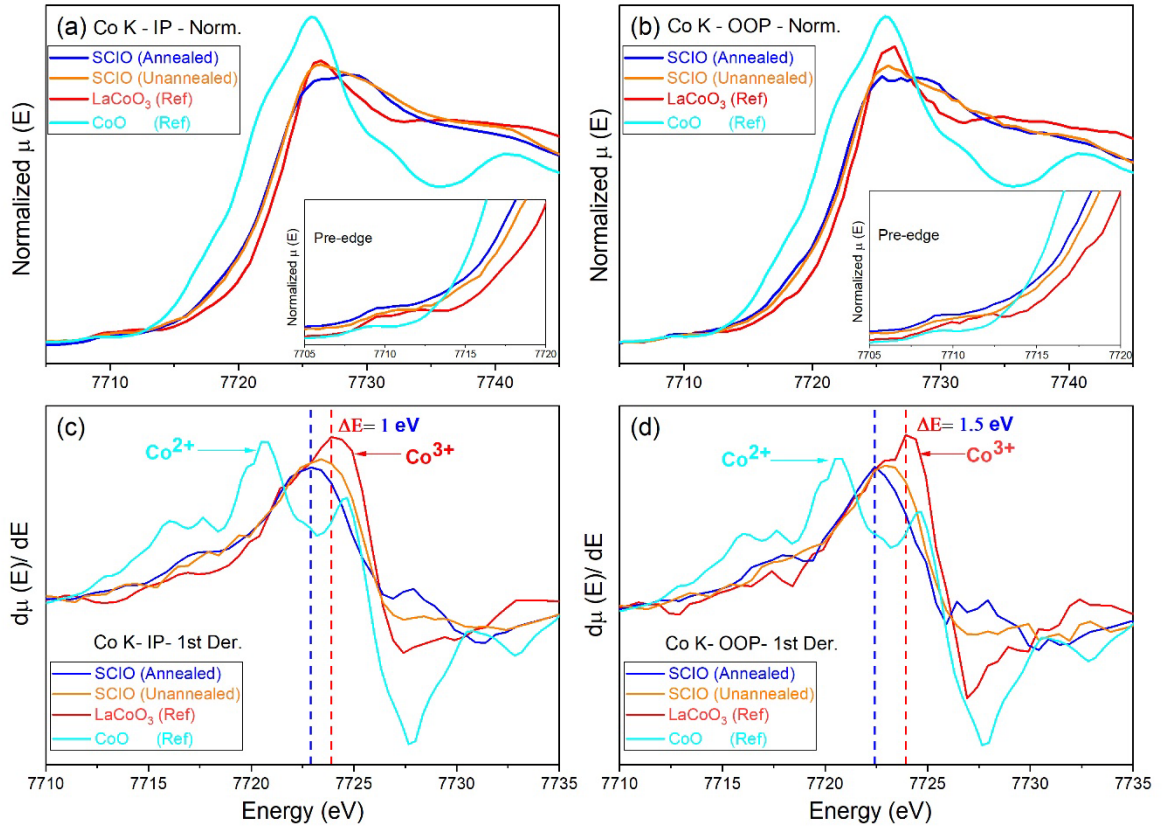 (a) Co K - IP - Norm.
SCIO (Annealed)
SCIO (Unannealed)
LaCoO₃ (Ref)
CoO (Ref)
Normalized μ (E)
Pre-edge
Normalized μ (E)
7705 7710 7715 7720
7710 7720 7730 7740
(b) Co K - OOP - Norm.
SCIO (Annealed)
SCIO (Unannealed)
LaCoO₃ (Ref)
CoO (Ref)
Normalized μ (E)
Pre-edge
Normalized μ (E)
7705 7710 7715 7720
7710 7720 7730 7740
(c)
ΔE= 1 eV
Co²⁺
Co³⁺
dμ (E)/ dE
Co K- IP- 1st Der.
SCIO (Annealed)
SCIO (Unannealed)
LaCoO₃ (Ref)
CoO (Ref)
7710 7715 7720 7725 7730 7735
Energy (eV)
(d)
ΔE= 1.5 eV
Co²⁺
Co³⁺
dμ (E)/ dE
Co K- OOP- 1st Der.
SCIO (Annealed)
SCIO (Unannealed)
LaCoO₃ (Ref)
CoO (Ref)
7710 7715 7720 7725 7730 7735
Energy (eV)